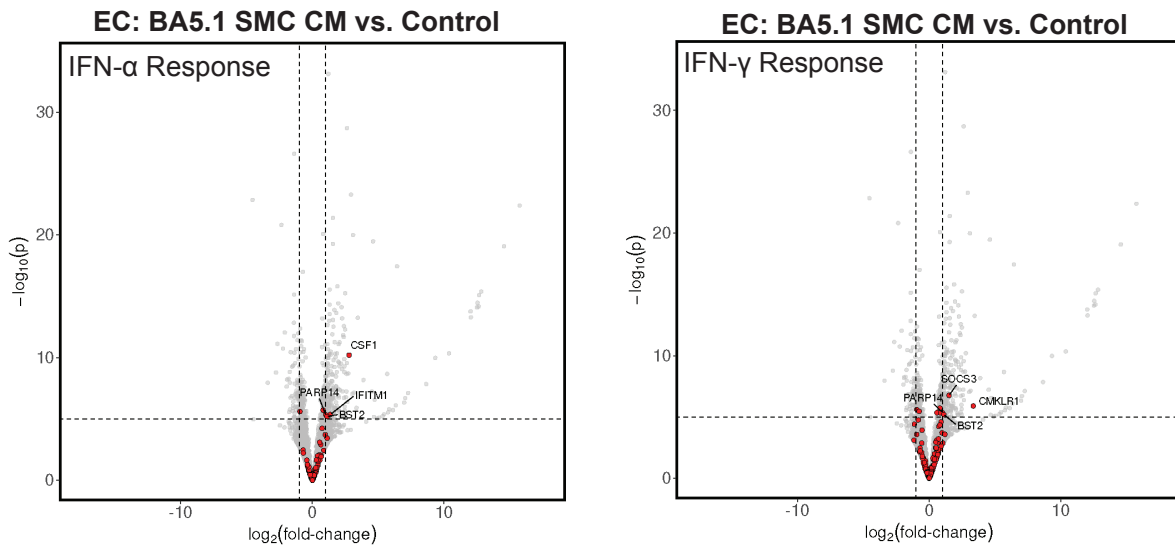 EC: BA5.1 SMC CM vs. Control
IFN-α Response
30
20
10
0
-10
0
10
−log10(p)
log2(fold-change)
CSF1
PARP14
IFITM1
BST2
EC: BA5.1 SMC CM vs. Control
IFN-γ Response
30
20
10
0
-10
0
10
−log10(p)
log2(fold-change)
SOCS3
PARP14
CMKLR1
BST2